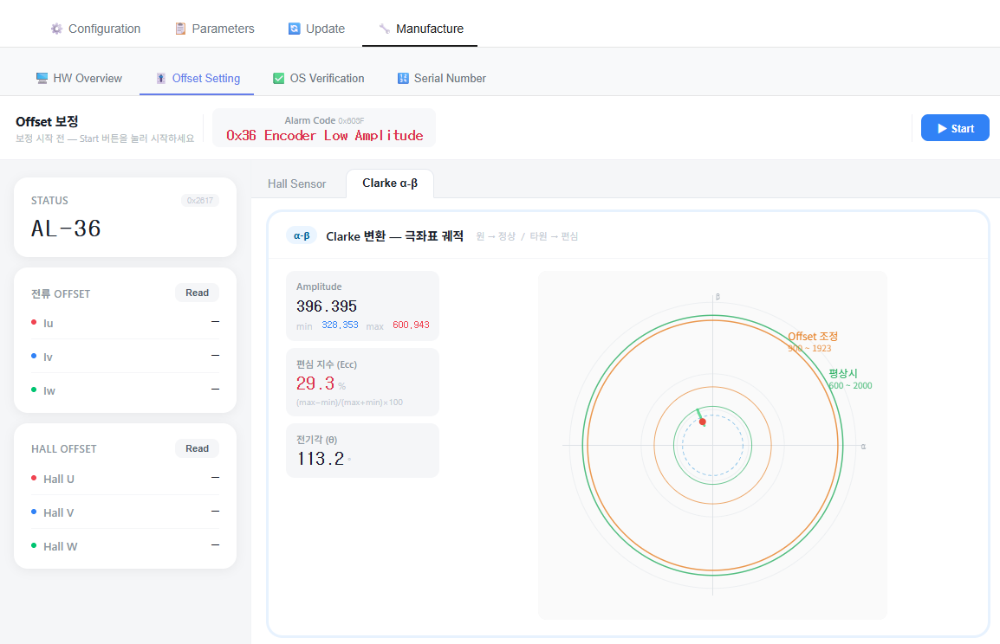 Configuration
Parameters
Update
Manufacture
HW Overview
Offset Setting
OS Verification
Serial Number
Offset 보정
보정 시작 전 — Start 버튼을 눌러 시작하세요
Alarm Code 0x603F
0x36 Encoder Low Amplitude
▶ Start
STATUS
0x2617
AL-36
전류 OFFSET
Read
Iu —
Iv —
Iw —
HALL OFFSET
Read
Hall U —
Hall V —
Hall W —
Hall Sensor
Clarke α-β
α-β
Clarke 변환 — 극좌표 궤적
원 → 정상 / 타원 → 편심
Amplitude
396.395
min 328,353 max 600,943
편심 지수 (Ecc)
29.3 %
(max−min)/(max+min)×100
전기각 (θ)
113.2 °
β
Offset 조정
900 ~ 1923
평상시
600 ~ 2000
α